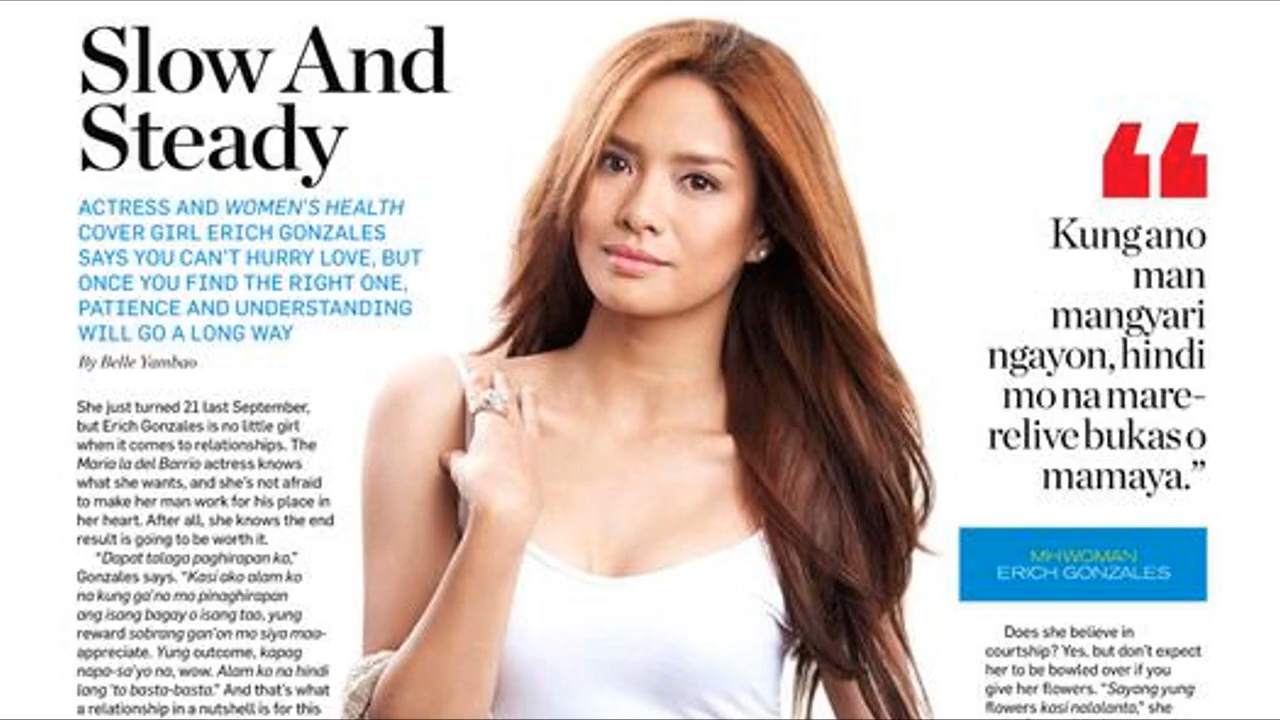 Slow And
Steady
ACTRESS AND WOMEN'S HEALTH
COVER GIRL ERICH GONZALES
SAYS YOU CAN'T HURRY LOVE, BUT
ONCE YOU FIND THE RIGHT ONE,
PATIENCE AND UNDERSTANDING
WILL GO A LONG WAY
By Belle Yambao
She just turned 21 last September,
but Erich Gonzales is no little girl
when it comes to relationships. The
Maria la del Barrio actress knows
what she wants, and she's not afraid
to make her man work for his place in
her heart. After all, she knows the end
result is going to be worth it.
"Dapat talaga paghirapan ka,"
Gonzales says. "Kasi ako alam ko
na kung ga'no mo pinaghirapan
ang isang bagay o isang tao, yung
reward sobrang gan'on mo siya maa-
appreciate. Yung outcome, kapag
napa-sa'yo na, wow. Alam ko na hindi
lang 'to basta-basta." And that's what
a relationship in a nutshell is for this
“
Kung ano
man
mangyari
ngayon, hindi
mo na mare-
relive bukas o
mamaya.”
MH WOMAN
ERICH GONZALES
Does she believe in
courtship? Yes, but don't expect
her to be bowled over if you
give her flowers. "Sayang yung
flowers kasi nalalanta," she